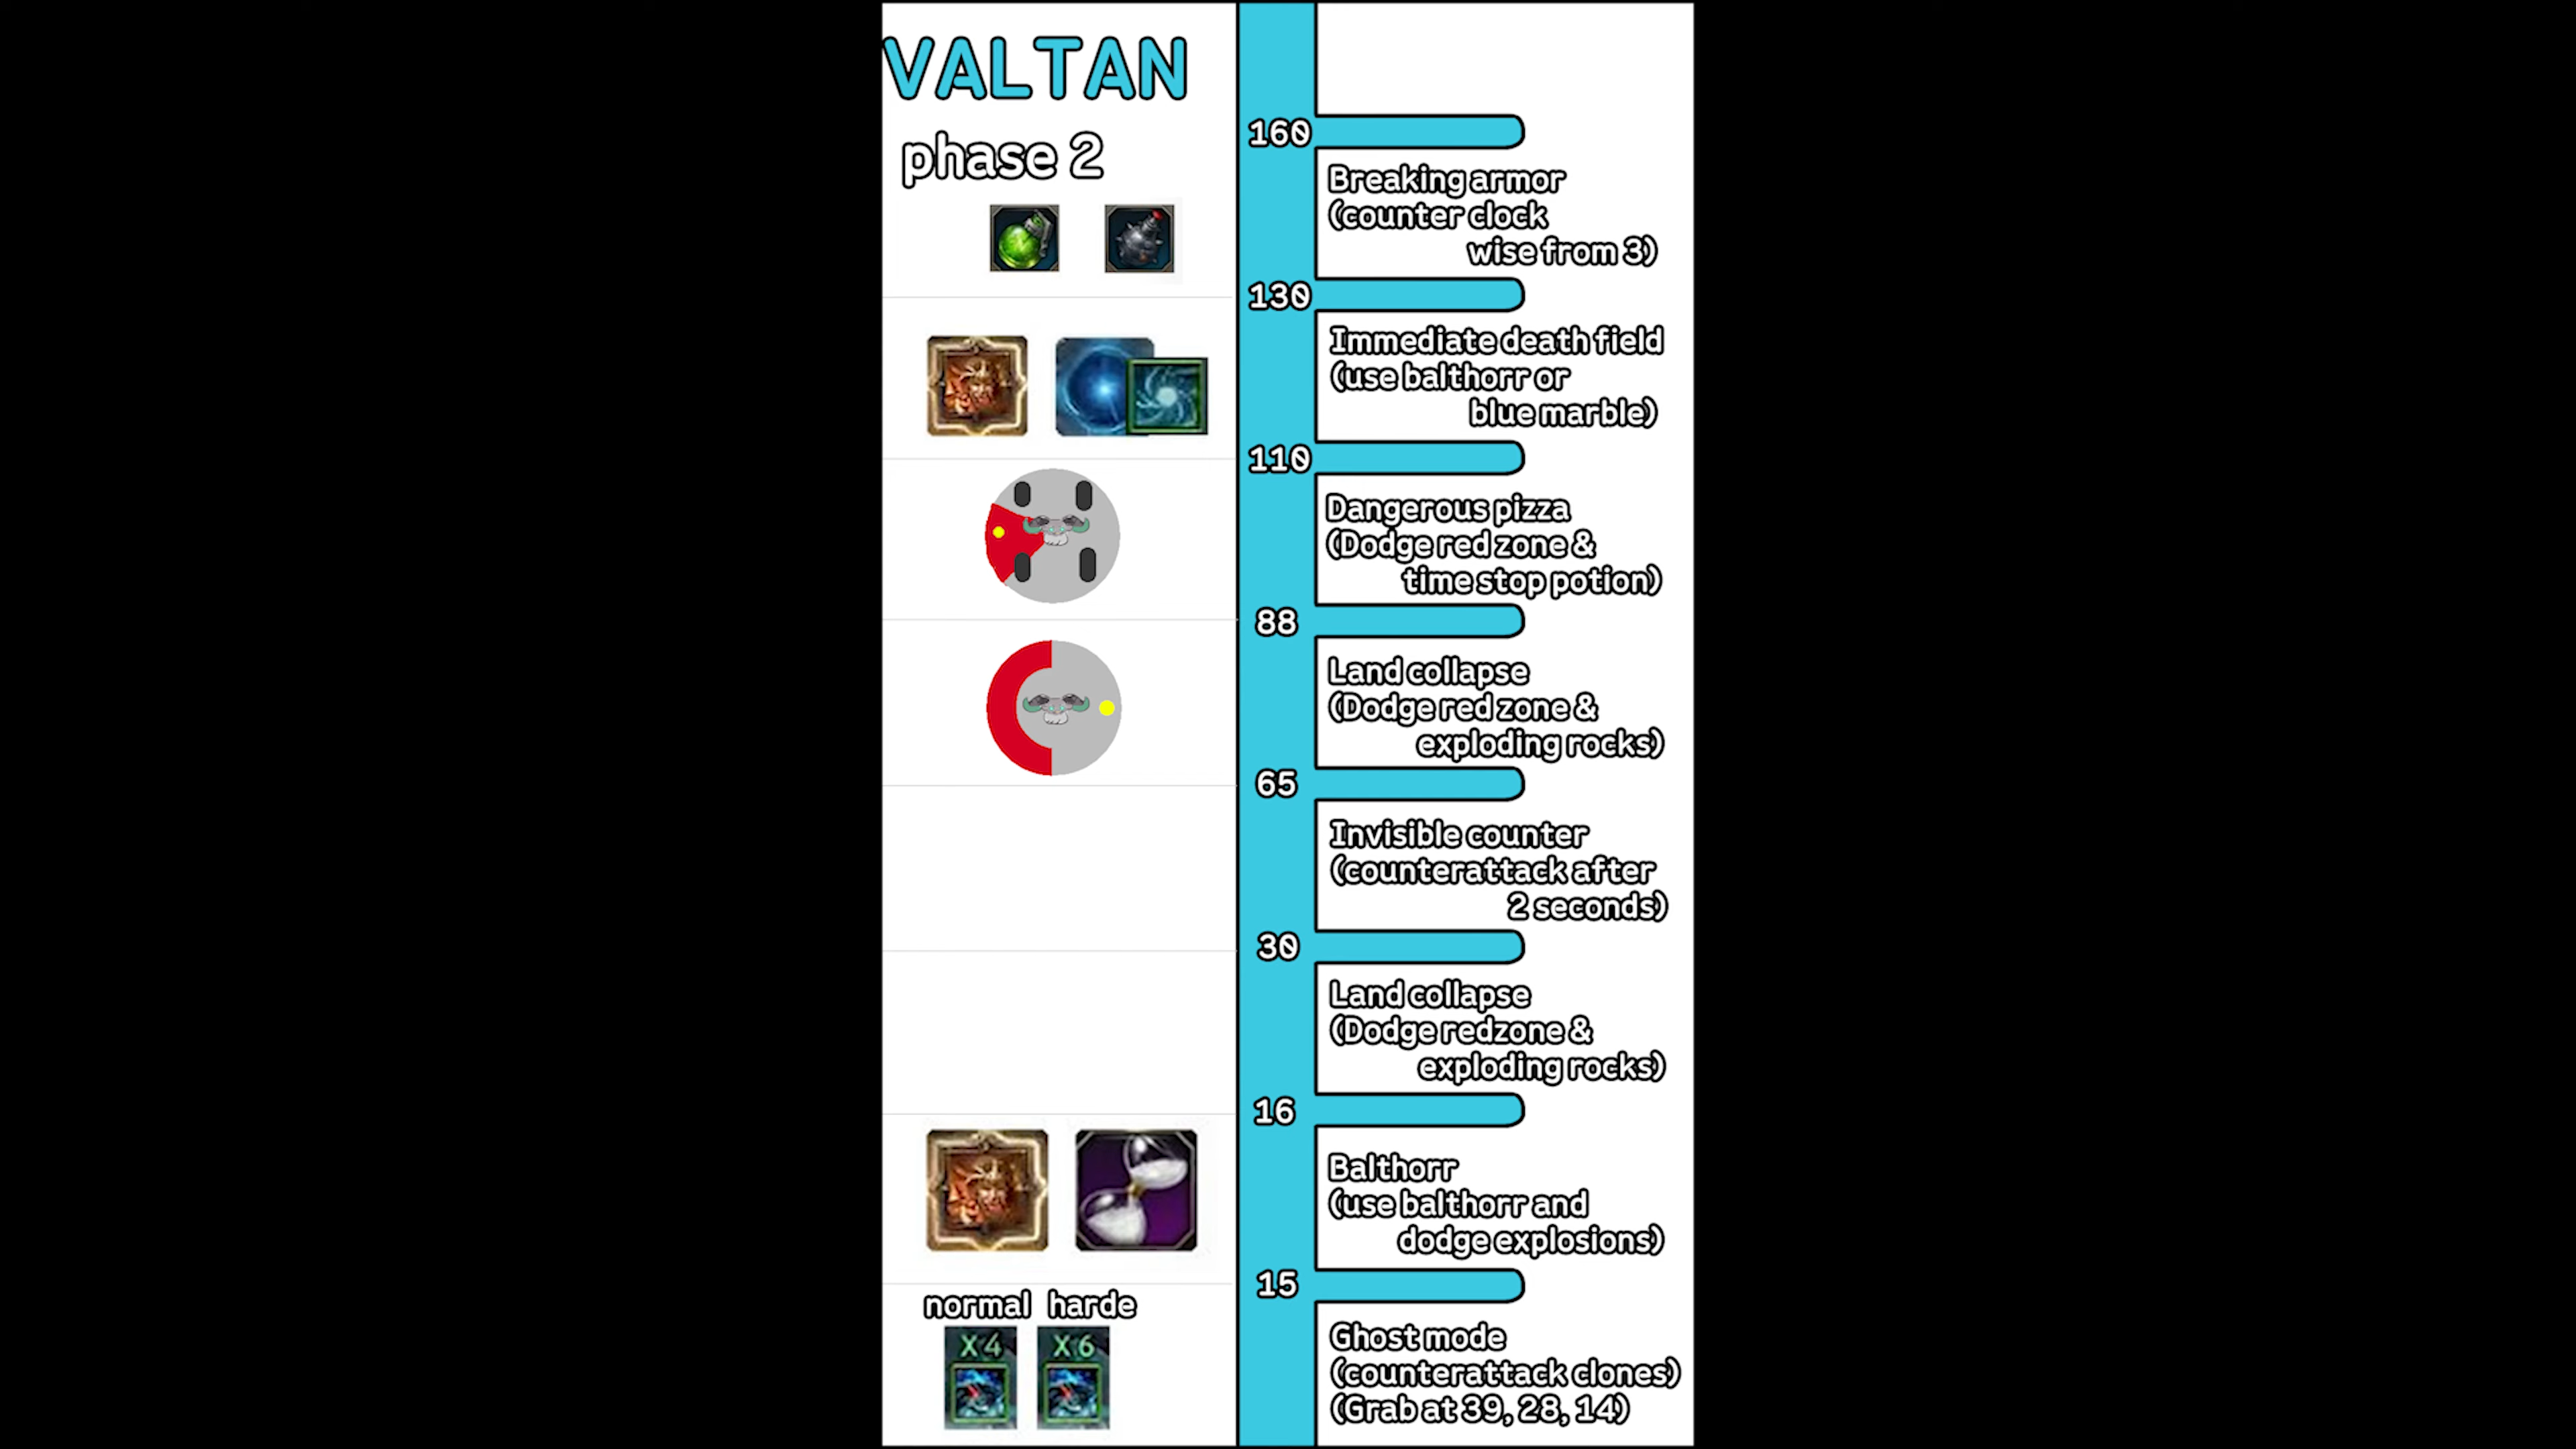 VALTAN
phase 2
160
Breaking armor
(counter clock
wise from 3)
130
Immediate death field
(use balthorr or
blue marble)
110
Dangerous pizza
(Dodge red zone &
time stop potion)
88
Land collapse
(Dodge red zone &
exploding rocks)
65
Invisible counter
(counterattack after
2 seconds)
30
Land collapse
(Dodge redzone &
exploding rocks)
16
Balthorr
(use balthorr and
dodge explosions)
15
normal harde
X 4 X 6
Ghost mode
(counterattack clones)
(Grab at 39, 28, 14)